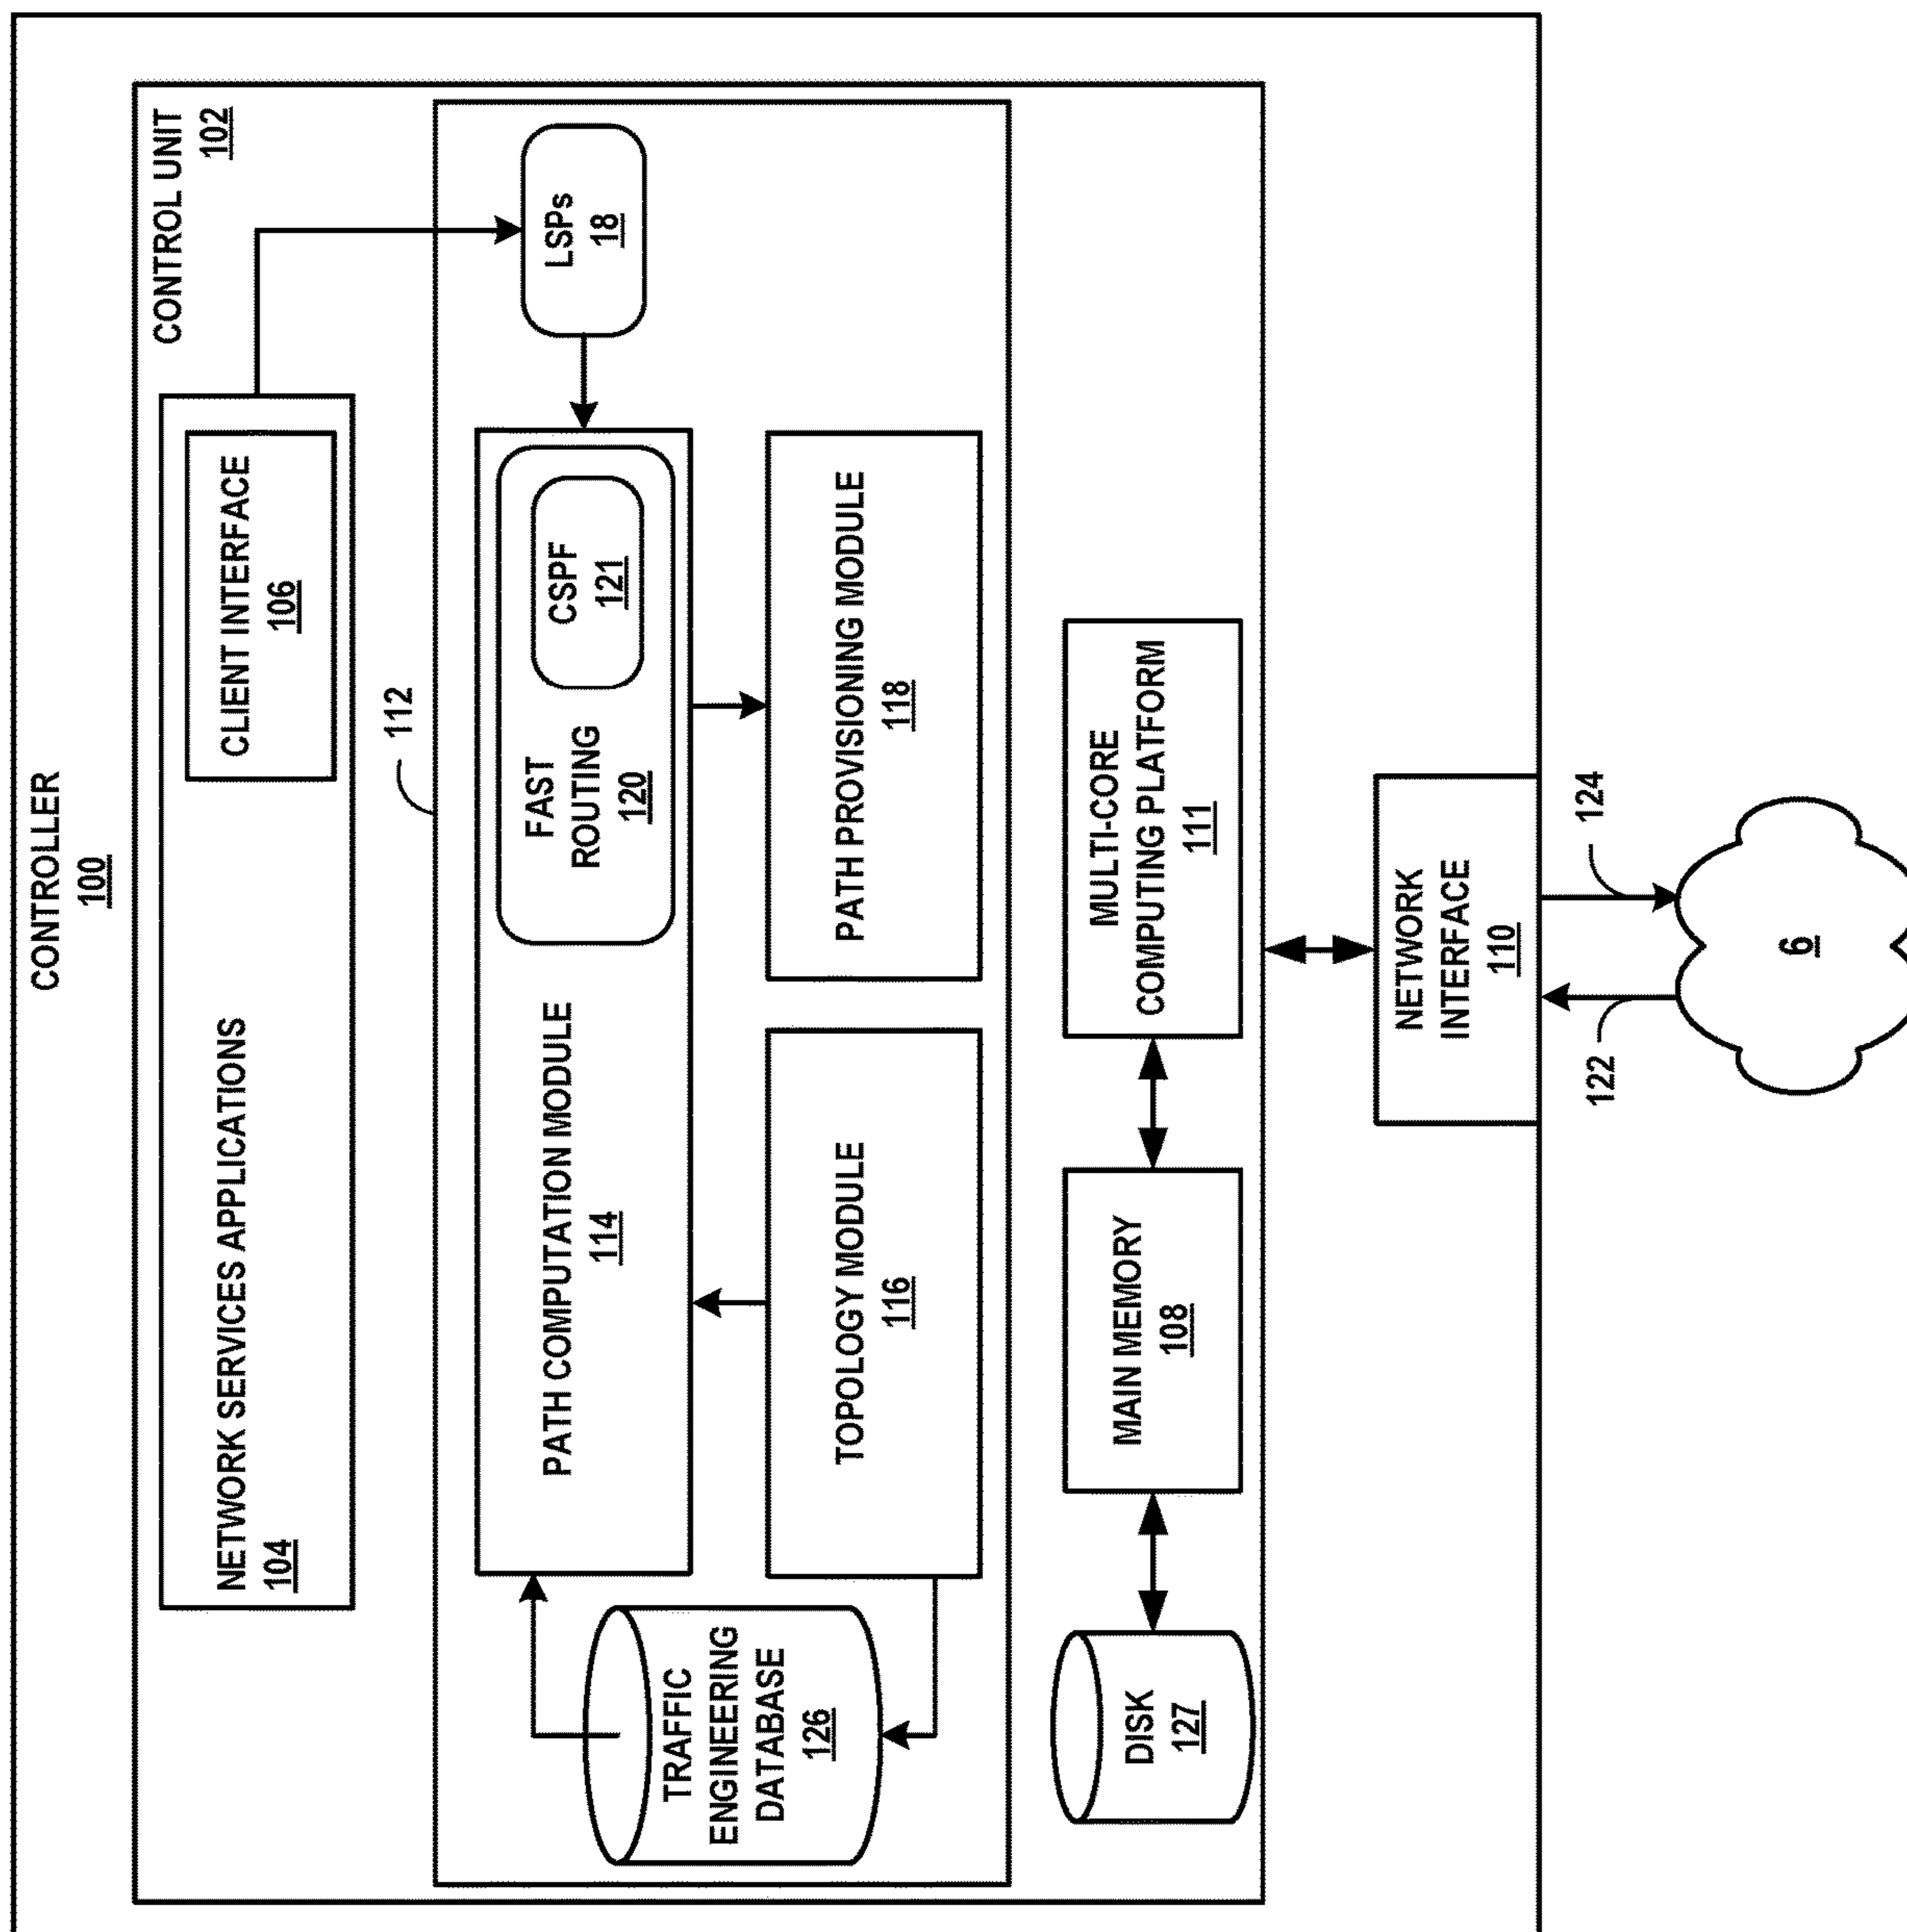 CONTROLLER
100
CONTROL UNIT
102
NETWORK SERVICES APPLICATIONS
104
CLIENT INTERFACE
106
112
LSPs
18
PATH COMPUTATION MODULE
114
FAST
ROUTING
120
CSPF
121
TRAFFIC
ENGINEERING
DATABASE
126
TOPOLOGY MODULE
116
PATH PROVISIONING MODULE
118
DISK
127
MAIN MEMORY
108
MULTI-CORE
COMPUTING PLATFORM
111
NETWORK
INTERFACE
110
122
124
6